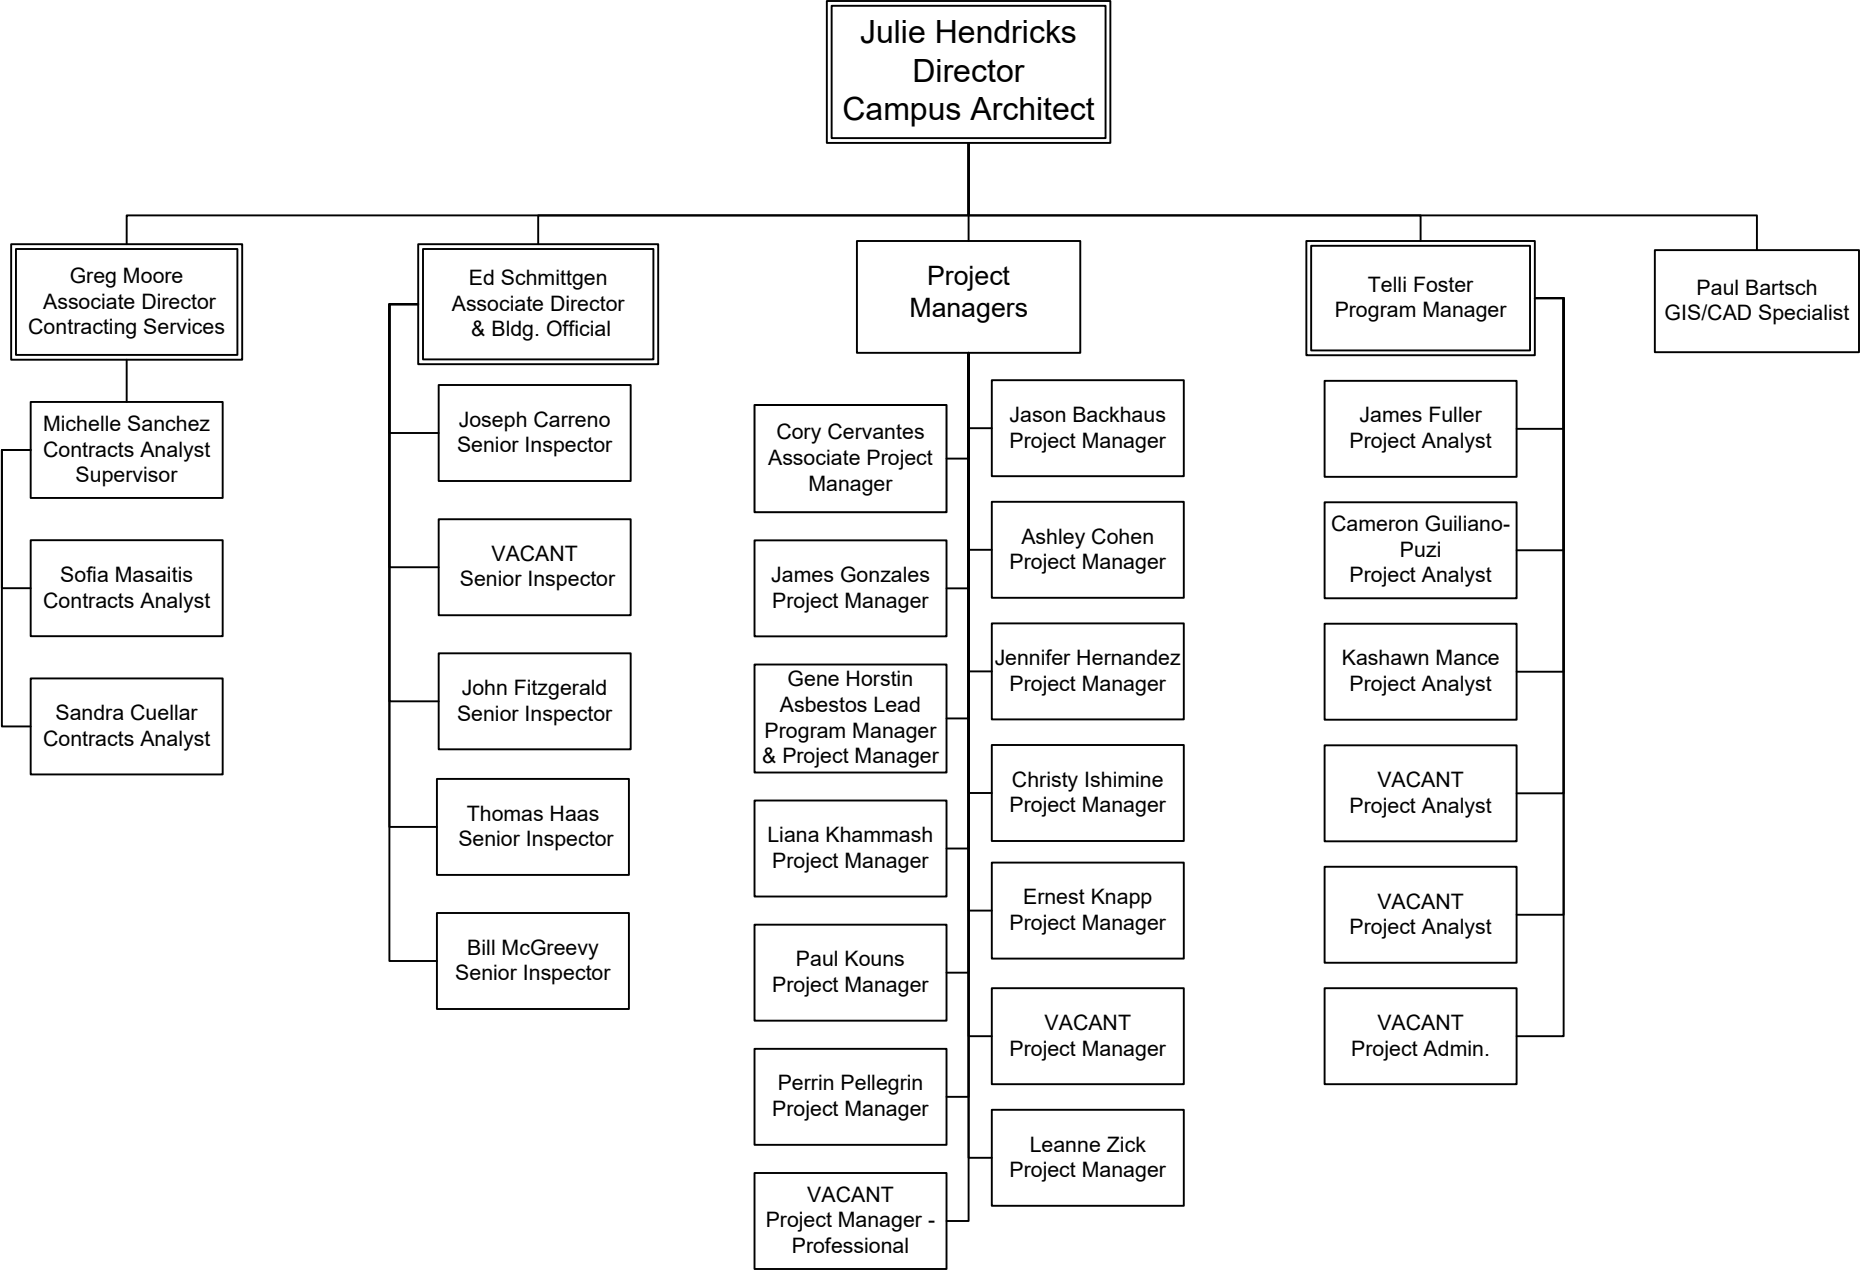 Julie Hendricks
Director
Campus Architect
Greg Moore
Associate Director
Contracting Services
Michelle Sanchez
Contracts Analyst
Supervisor
Sofia Masaitis
Contracts Analyst
Sandra Cuellar
Contracts Analyst
Ed Schmittgen
Associate Director
& Bldg. Official
Joseph Carreno
Senior Inspector
VACANT
Senior Inspector
John Fitzgerald
Senior Inspector
Thomas Haas
Senior Inspector
Bill McGreevy
Senior Inspector
Project
Managers
Cory Cervantes
Associate Project
Manager
James Gonzales
Project Manager
Gene Horstin
Asbestos Lead
Program Manager
& Project Manager
Liana Khammash
Project Manager
Paul Kouns
Project Manager
Perrin Pellegrin
Project Manager
VACANT
Project Manager -
Professional
Jason Backhaus
Project Manager
Ashley Cohen
Project Manager
Jennifer Hernandez
Project Manager
Christy Ishimine
Project Manager
Ernest Knapp
Project Manager
VACANT
Project Manager
Leanne Zick
Project Manager
Telli Foster
Program Manager
James Fuller
Project Analyst
Cameron Guiliano-
Puzi
Project Analyst
Kashawn Mance
Project Analyst
VACANT
Project Analyst
VACANT
Project Analyst
VACANT
Project Admin.
Paul Bartsch
GIS/CAD Specialist